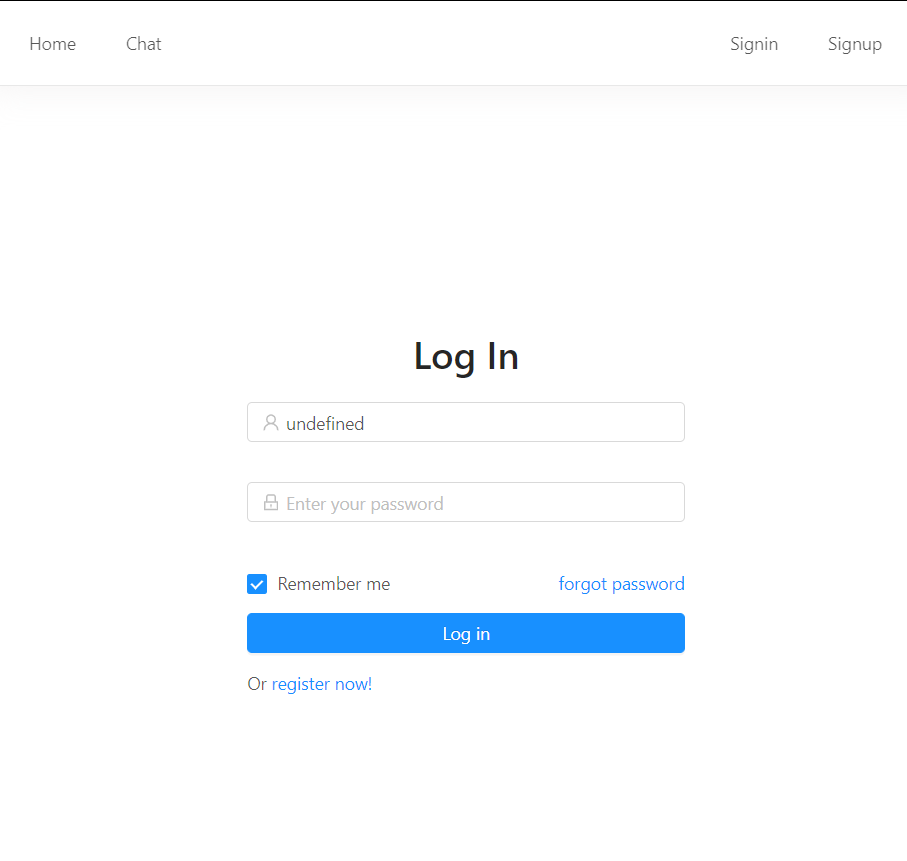 Home Chat Signin Signup
Log In
undefined
Enter your password
Remember me forgot password
Log in
Or register now!